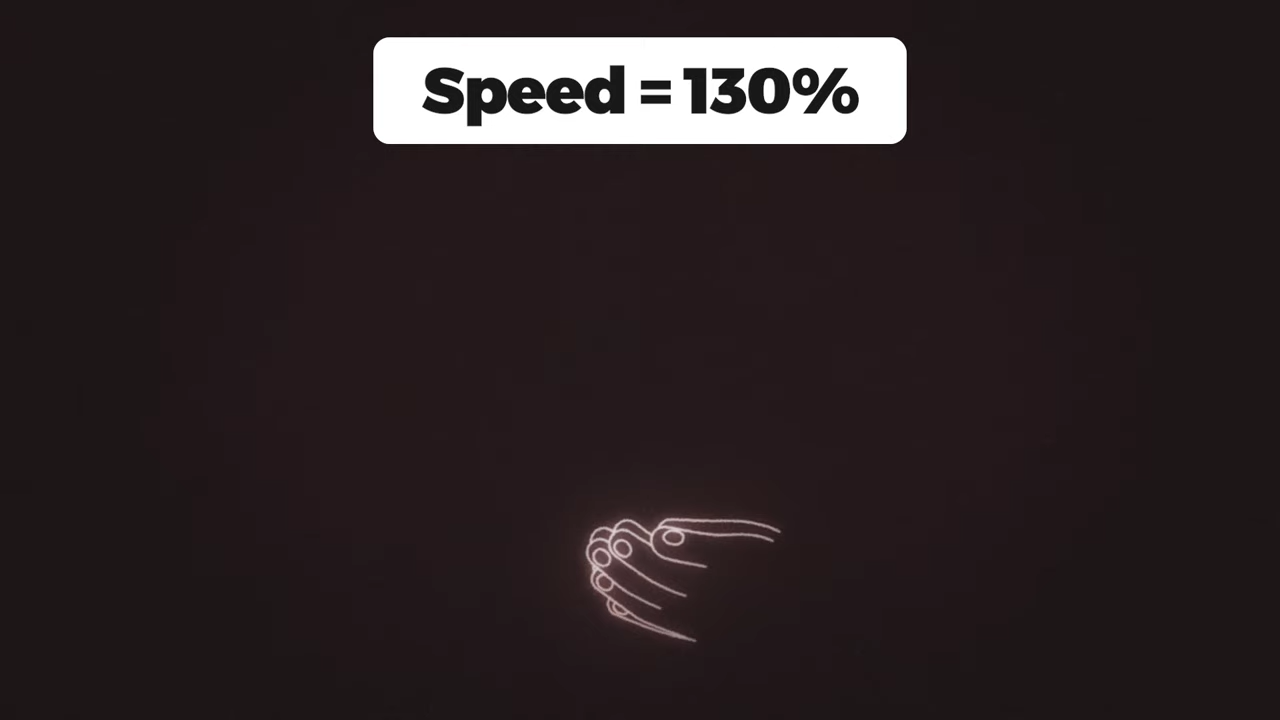 Speed = 130%